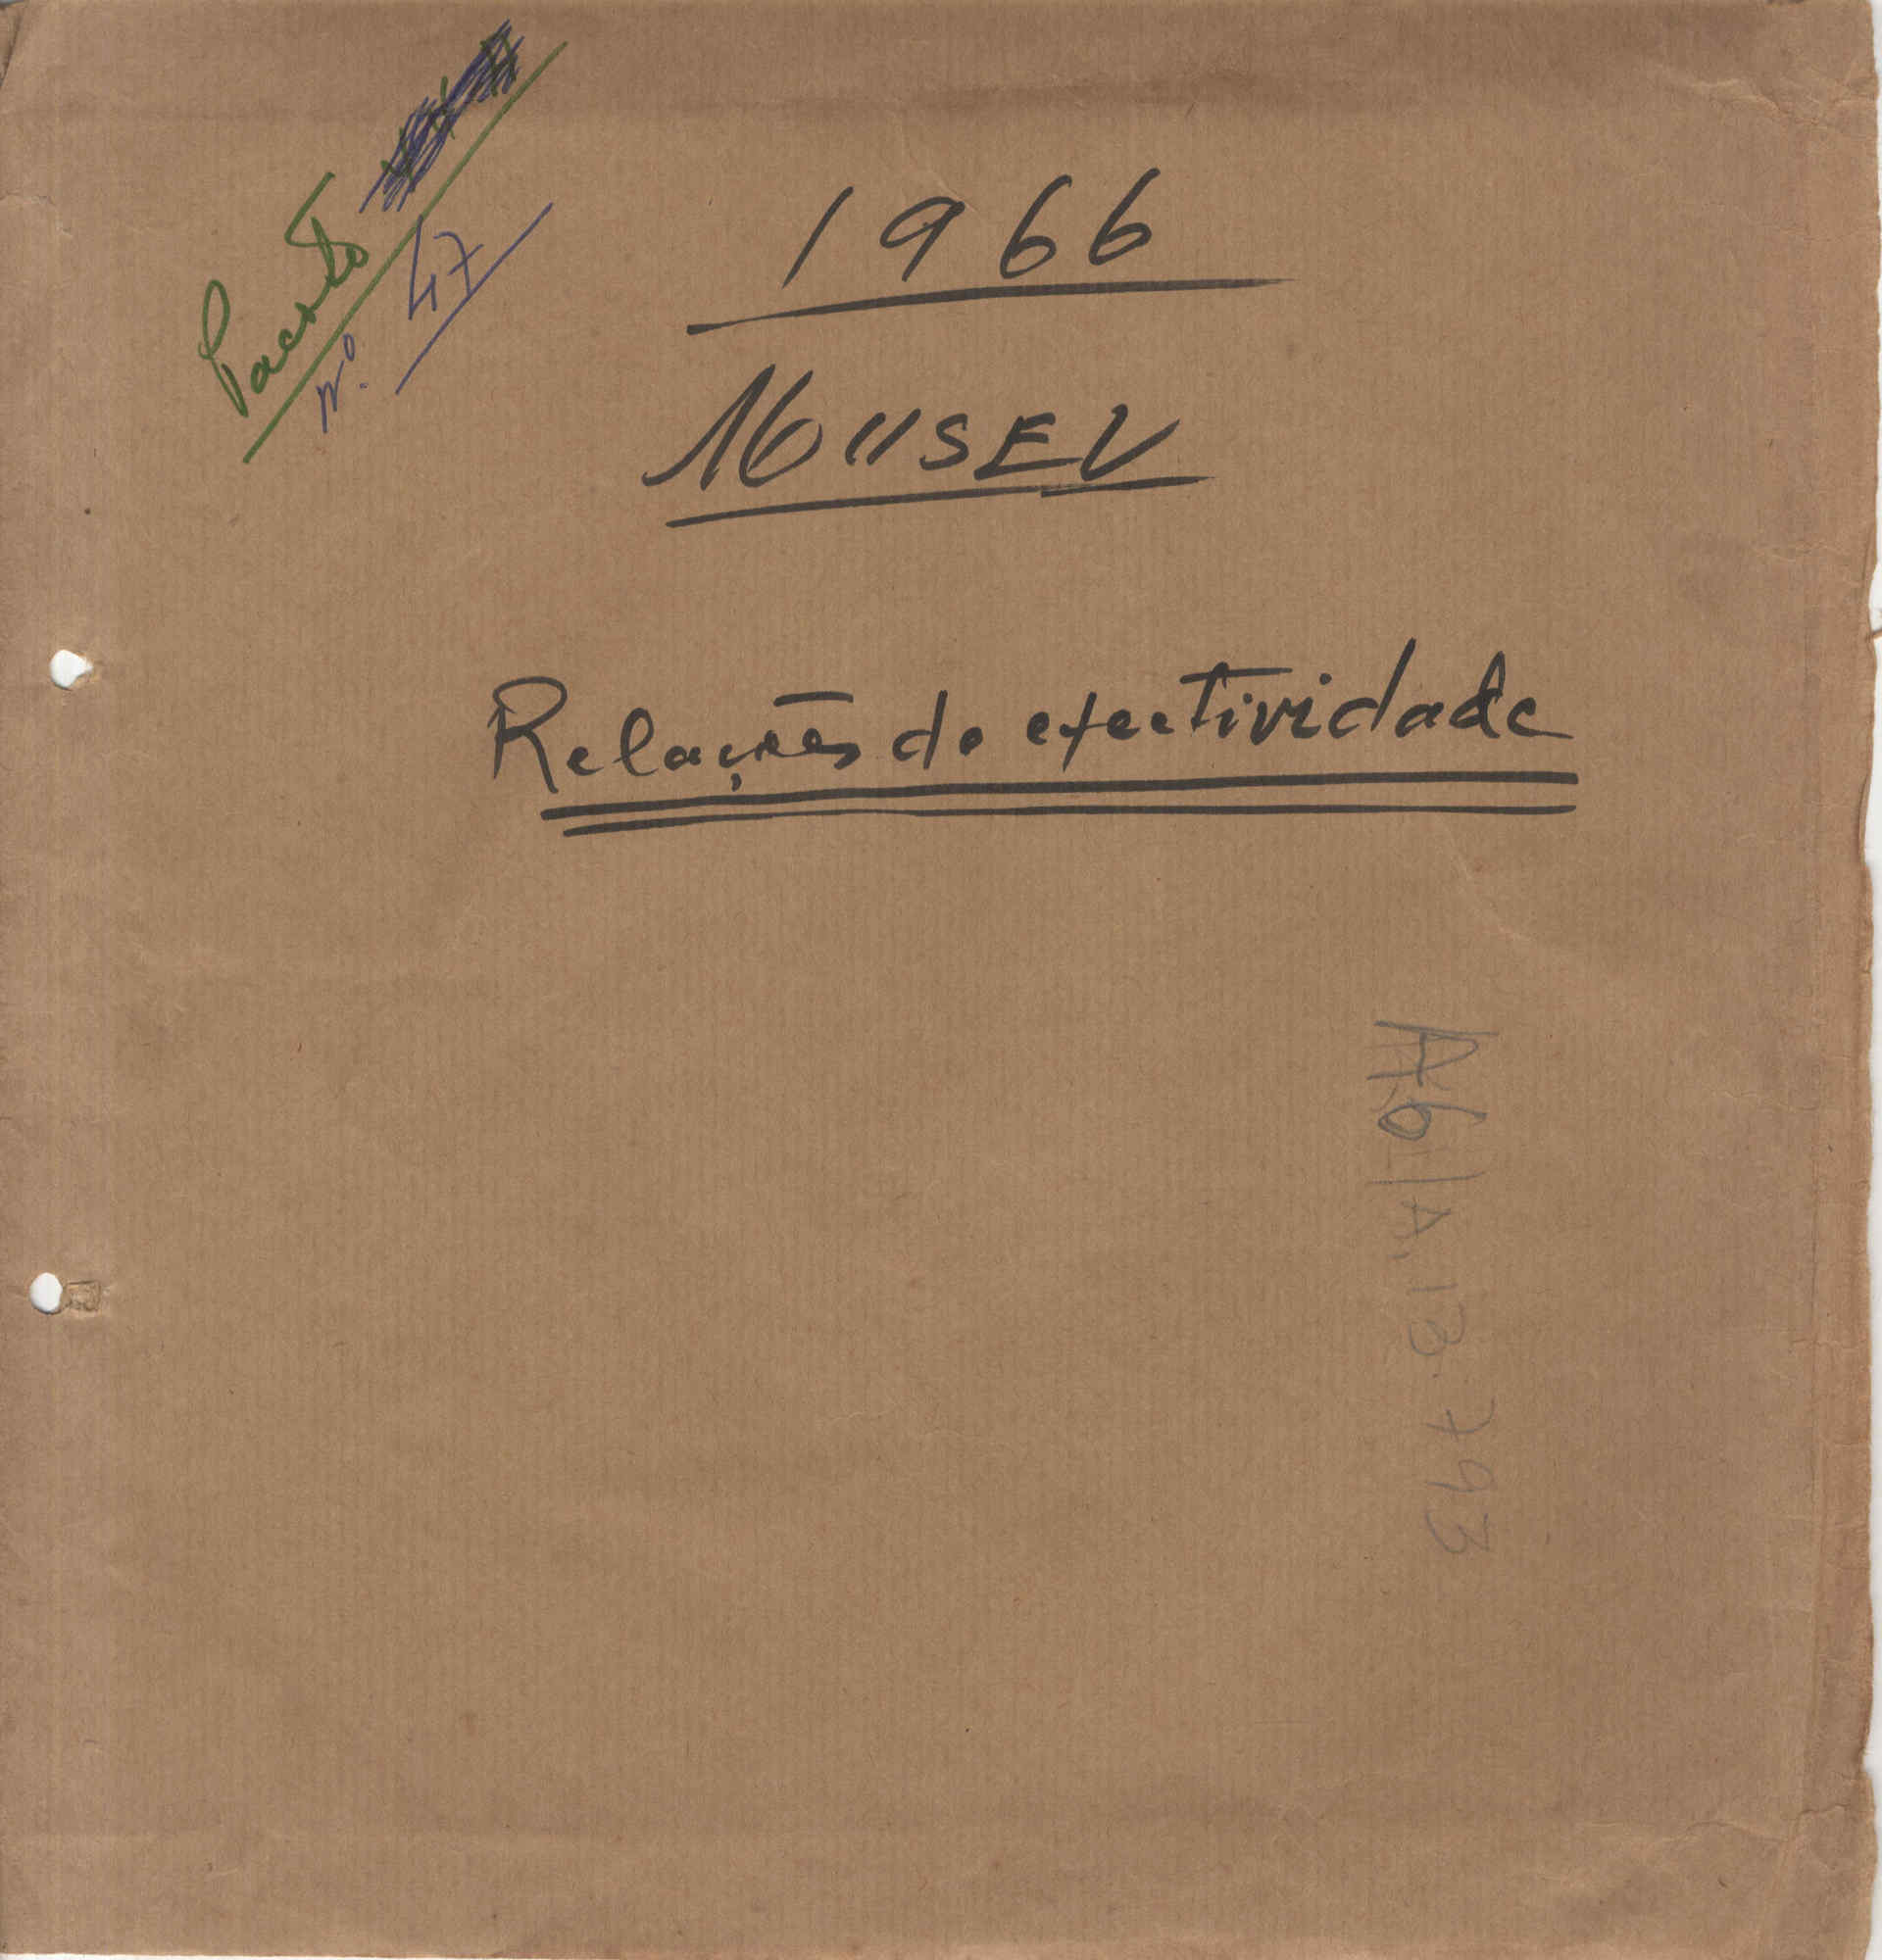 Pacote
nº 47
1966
MUSEU
Relações de efectividade
A6/A.13.793